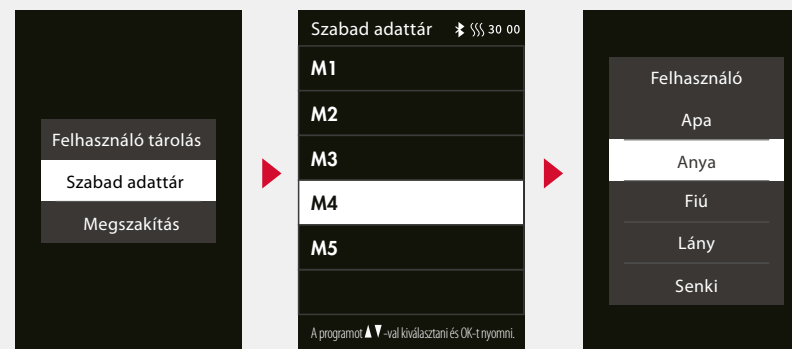 Felhasználó tárolás
Szabad adattár
Megszakítás
Szabad adattár 30 00
M1
M2
M3
M4
M5
A programot ▲▼-val kiválasztani és OK-t nyomni.
Felhasználó
Apa
Anya
Fiú
Lány
Senki